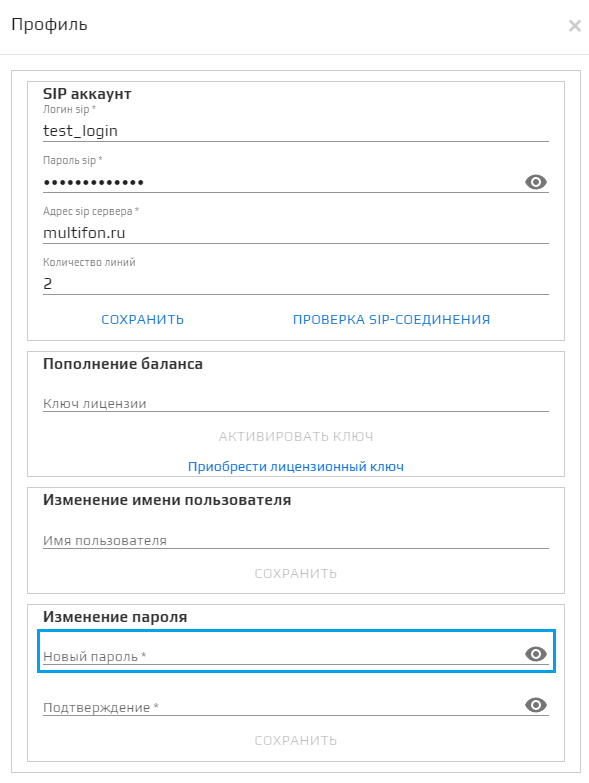 Профиль
SIP аккаунт
Логин sip *
test_login
Пароль sip *
•••••••••••••
Адрес sip сервера *
multifon.ru
Количество линий
2
СОХРАНИТЬ ПРОВЕРКА SIP-СОЕДИНЕНИЯ
Пополнение баланса
Ключ лицензии
АКТИВИРОВАТЬ КЛЮЧ
Приобрести лицензионный ключ
Изменение имени пользователя
Имя пользователя
СОХРАНИТЬ
Изменение пароля
Новый пароль *
Подтверждение *
СОХРАНИТЬ